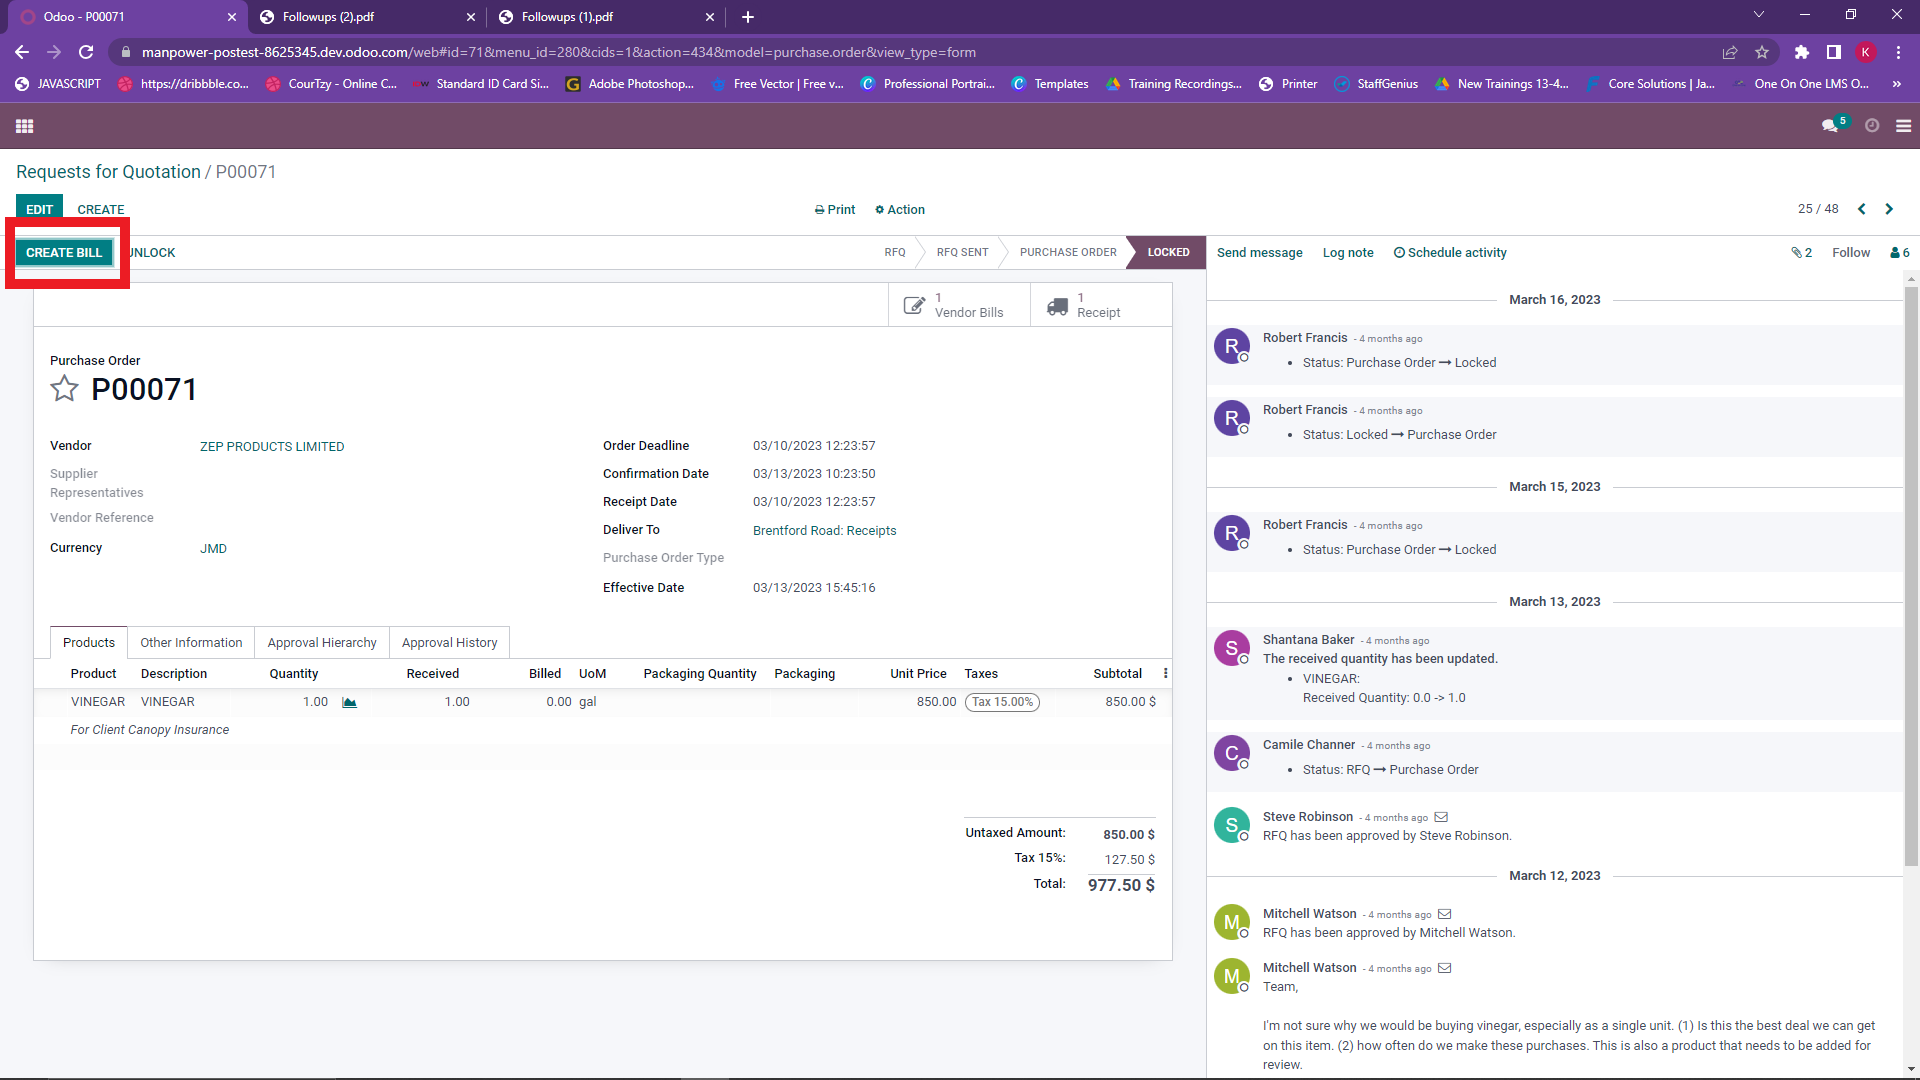 Odoo - P00071
Followups (2).pdf
Followups (1).pdf
manpower-postest-8625345.dev.odoo.com/web#id=71&menu_id=280&cids=1&action=434&model=purchase.order&view_type=form
K
JAVASCRIPT
https://dribbble.co...
CourTzy - Online C...
Standard ID Card Si...
Adobe Photoshop...
Free Vector | Free v...
Professional Portrai...
Templates
Training Recordings...
Printer
StaffGenius
New Trainings 13-4...
Core Solutions | Ja...
One On One LMS O...
»
5
Requests for Quotation / P00071
EDIT
CREATE
Print
Action
25 / 48
CREATE BILL
NLOCK
RFQ
RFQ SENT
PURCHASE ORDER
LOCKED
Send message
Log note
Schedule activity
2
Follow
6
1
Vendor Bills
1
Receipt
Purchase Order
P00071
Vendor
ZEP PRODUCTS LIMITED
Supplier
Representatives
Vendor Reference
Currency
JMD
Order Deadline
03/10/2023 12:23:57
Confirmation Date
03/13/2023 10:23:50
Receipt Date
03/10/2023 12:23:57
Deliver To
Brentford Road: Receipts
Purchase Order Type
Effective Date
03/13/2023 15:45:16
Products
Other Information
Approval Hierarchy
Approval History
Product
Description
Quantity
Received
Billed
UoM
Packaging Quantity
Packaging
Unit Price
Taxes
Subtotal
VINEGAR
VINEGAR
1.00
1.00
0.00
gal
850.00
Tax 15.00%
850.00 $
For Client Canopy Insurance
Untaxed Amount:
850.00 $
Tax 15%:
127.50 $
Total:
977.50 $
March 16, 2023
R
Robert Francis - 4 months ago
• Status: Purchase Order → Locked
R
Robert Francis - 4 months ago
• Status: Locked → Purchase Order
March 15, 2023
R
Robert Francis - 4 months ago
• Status: Purchase Order → Locked
March 13, 2023
S
Shantana Baker - 4 months ago
The received quantity has been updated.
• VINEGAR:
Received Quantity: 0.0 -> 1.0
C
Camile Channer - 4 months ago
• Status: RFQ → Purchase Order
S
Steve Robinson - 4 months ago
RFQ has been approved by Steve Robinson.
March 12, 2023
M
Mitchell Watson - 4 months ago
RFQ has been approved by Mitchell Watson.
M
Mitchell Watson - 4 months ago
Team,
I'm not sure why we would be buying vinegar, especially as a single unit. (1) Is this the best deal we can get
on this item. (2) how often do we make these purchases. This is also a product that needs to be added for
review.